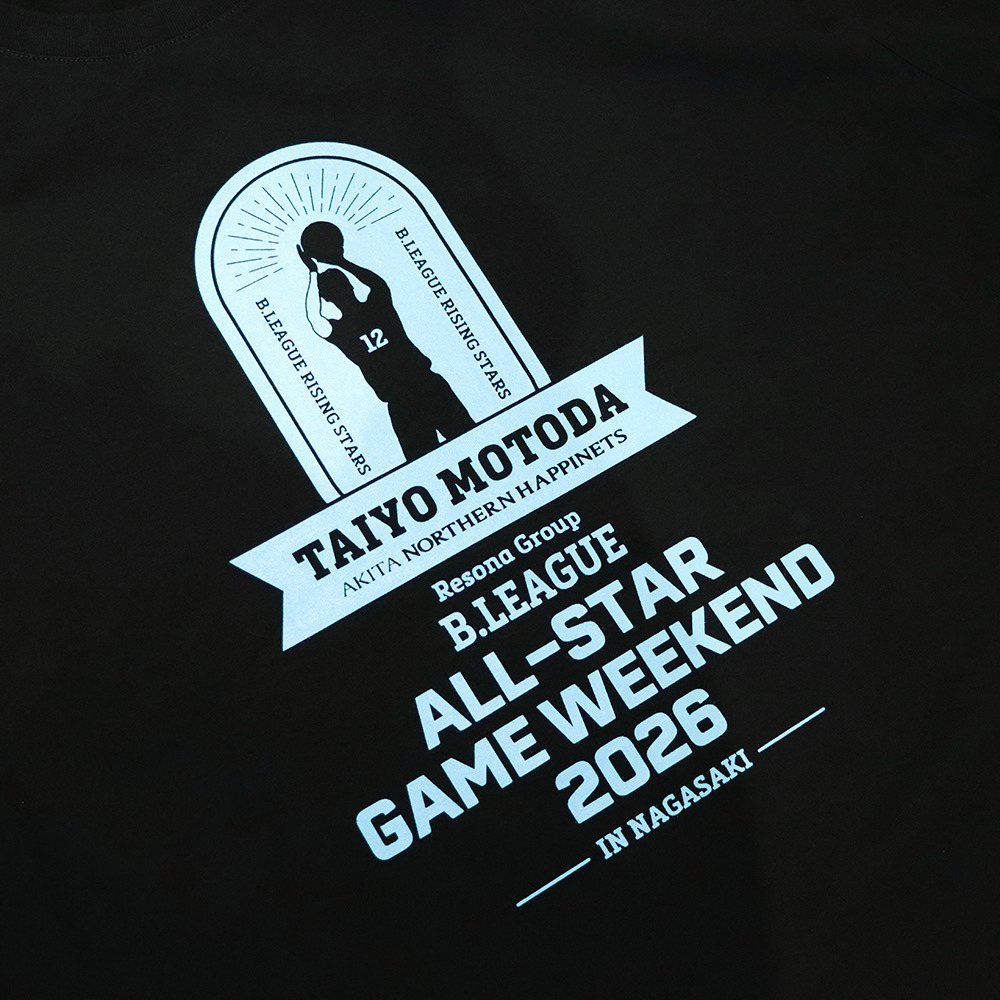 B.LEAGUE RISING STARS
B.LEAGUE RISING STARS
12
TAIYO MOTODA
AKITA NORTHERN HAPPINETS
Resona Group
B.LEAGUE
ALL-STAR
GAME WEEKEND
2026
IN NAGASAKI